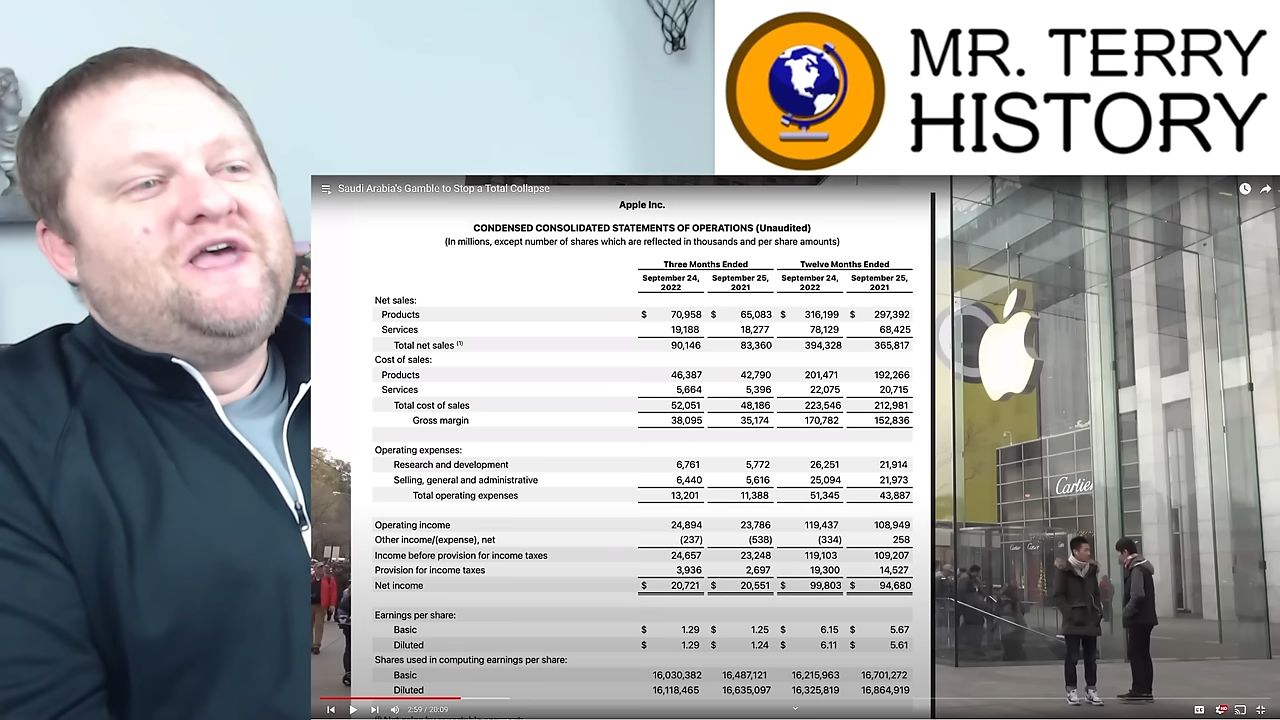 MR. TERRY
HISTORY
Saudi Arabia's Gamble to Stop a Total Collapse
Apple Inc.
CONDENSED CONSOLIDATED STATEMENTS OF OPERATIONS (Unaudited)
(In millions, except number of shares which are reflected in thousands and per share amounts)
Three Months Ended Twelve Months Ended
September 24, 2022 September 25, 2021 September 24, 2022 September 25, 2021
Net sales:
Products $ 70,958 $ 65,083 $ 316,199 $ 297,392
Services 19,188 18,277 78,129 68,425
Total net sales (1) 90,146 83,360 394,328 365,817
Cost of sales:
Products 46,387 42,790 201,471 192,266
Services 5,664 5,396 22,075 20,715
Total cost of sales 52,051 48,186 223,546 212,981
Gross margin 38,095 35,174 170,782 152,836
Operating expenses:
Research and development 6,761 5,772 26,251 21,914
Selling, general and administrative 6,440 5,616 25,094 21,973
Total operating expenses 13,201 11,388 51,345 43,887
Operating income 24,894 23,786 119,437 108,949
Other income/(expense), net (237) (538) (334) 258
Income before provision for income taxes 24,657 23,248 119,103 109,207
Provision for income taxes 3,936 2,697 19,300 14,527
Net income $ 20,721 $ 20,551 $ 99,803 $ 94,680
Earnings per share:
Basic $ 1.29 $ 1.25 $ 6.15 $ 5.67
Diluted $ 1.29 $ 1.24 $ 6.11 $ 5.61
Shares used in computing earnings per share:
Basic 16,030,382 16,487,121 16,215,963 16,701,272
Diluted 16,118,465 16,635,097 16,325,819 16,864,919
Cartier
Cartier Cartier
2:59 / 20:09
CC
HD